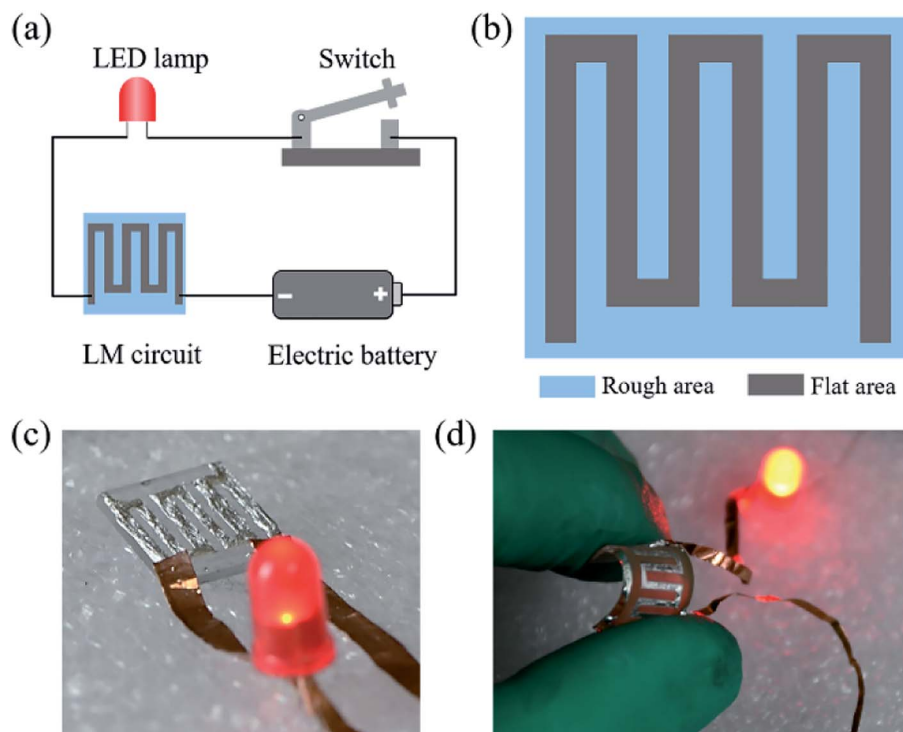 (a)
LED lamp
Switch
− +
LM circuit
Electric battery
(b)
Rough area
Flat area
(c)
(d)